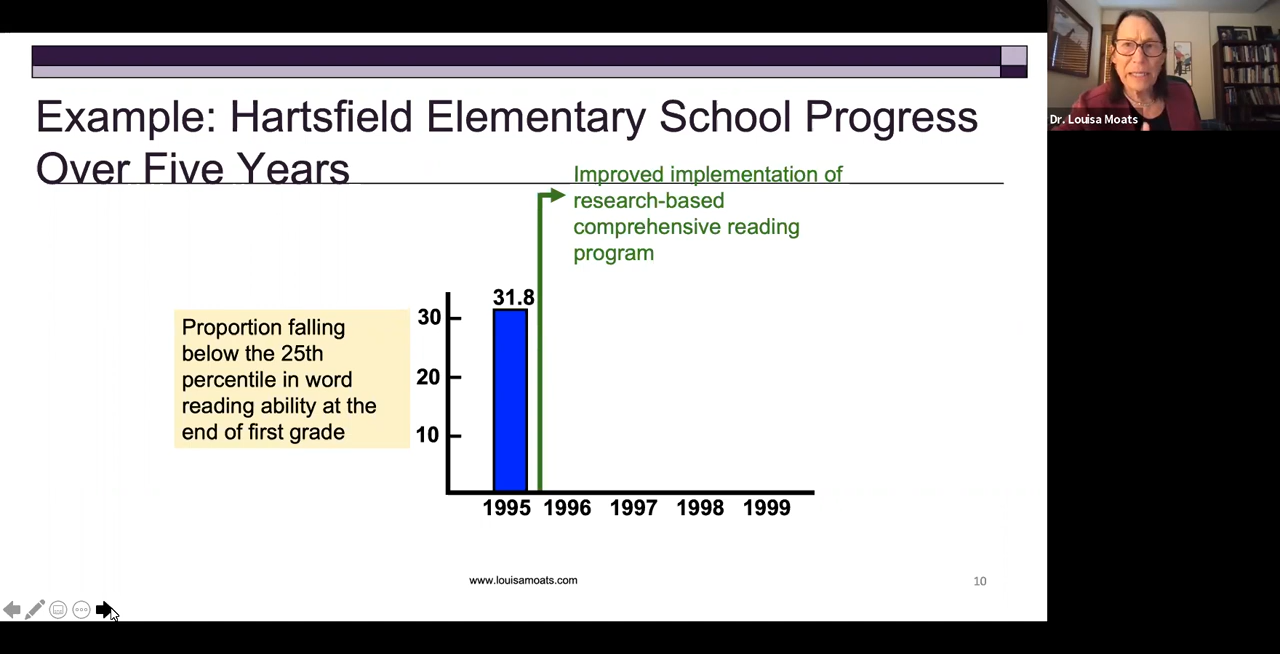 Example: Hartsfield Elementary School Progress
Over Five Years
Improved implementation of
research-based
comprehensive reading
program
Proportion falling
below the 25th
percentile in word
reading ability at the
end of first grade
31.8
30
20
10
1995 1996 1997 1998 1999
www.louisamoats.com
10
Dr. Louisa Moats